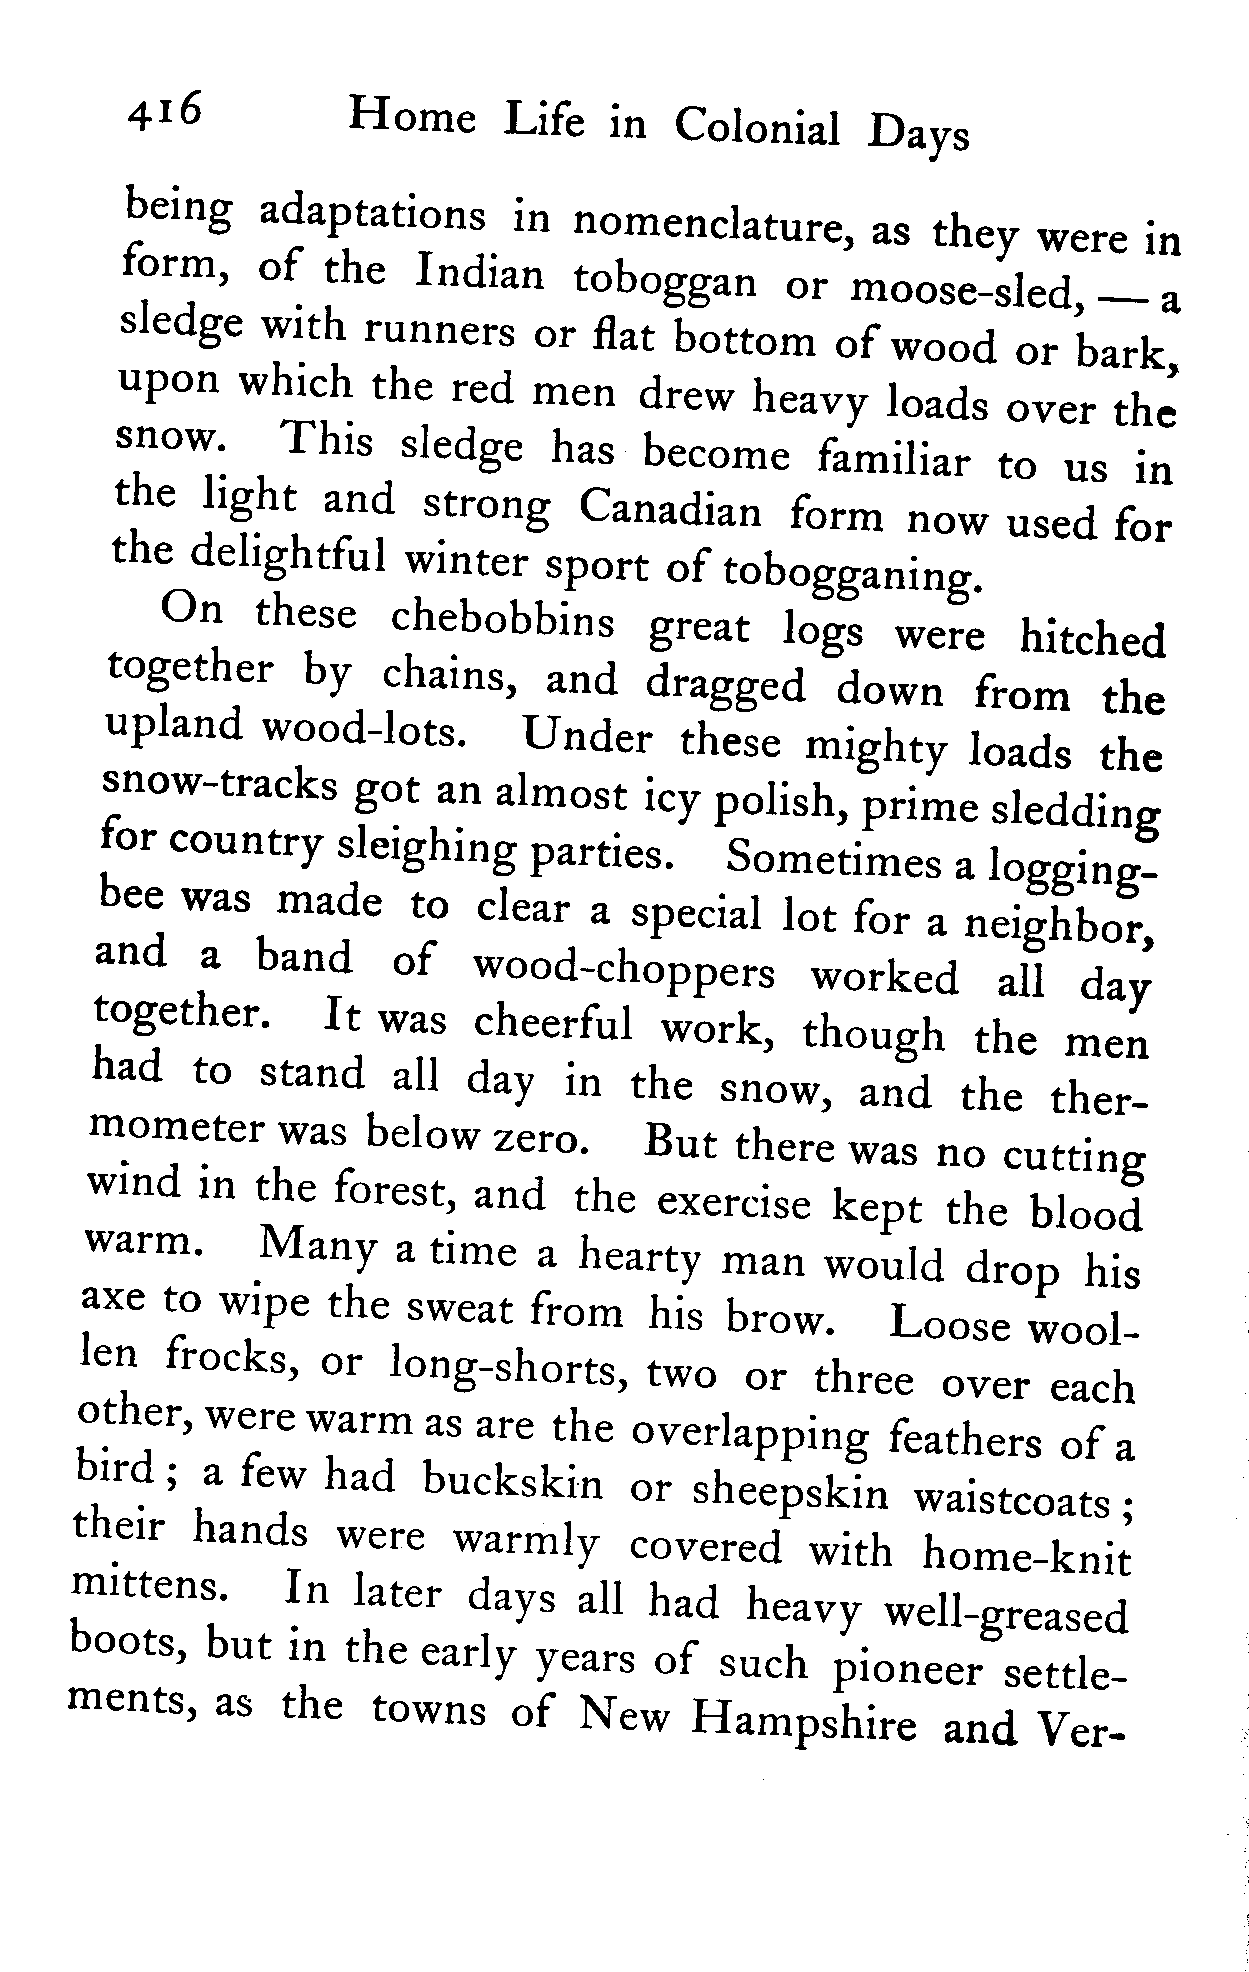 416 Home Life in Colonial Days
being adaptations in nomenclature, as they were in
form, of the Indian toboggan or moose-sled, — a
sledge with runners or flat bottom of wood or bark,
upon which the red men drew heavy loads over the
snow. This sledge has become familiar to us in
the light and strong Canadian form now used for
the delightful winter sport of tobogganing.
On these chebobbins great logs were hitched
together by chains, and dragged down from the
upland wood-lots. Under these mighty loads the
snow-tracks got an almost icy polish, prime sledding
for country sleighing parties. Sometimes a logging-
bee was made to clear a special lot for a neighbor,
and a band of wood-choppers worked all day
together. It was cheerful work, though the men
had to stand all day in the snow, and the ther-
mometer was below zero. But there was no cutting
wind in the forest, and the exercise kept the blood
warm. Many a time a hearty man would drop his
axe to wipe the sweat from his brow. Loose wool-
len frocks, or long-shorts, two or three over each
other, were warm as are the overlapping feathers of a
bird ; a few had buckskin or sheepskin waistcoats ;
their hands were warmly covered with home-knit
mittens. In later days all had heavy well-greased
boots, but in the early years of such pioneer settle-
ments, as the towns of New Hampshire and Ver-